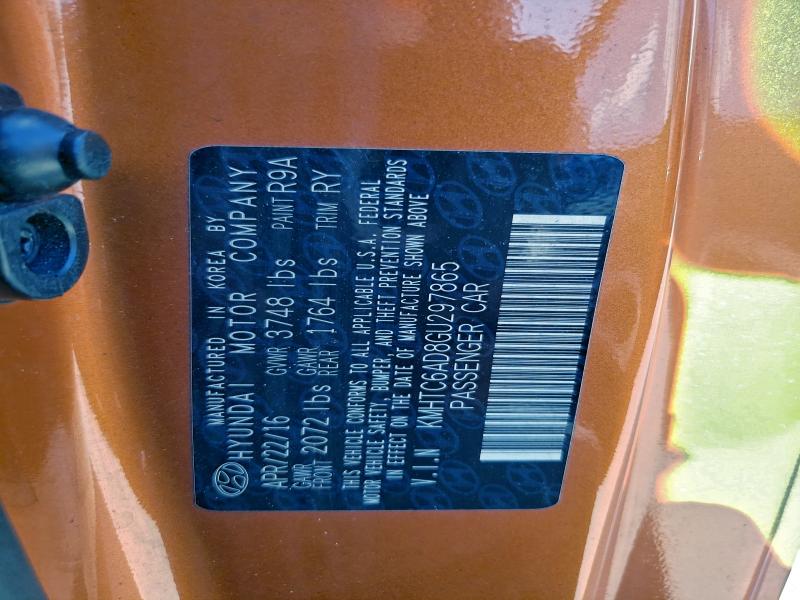 MANUFACTURED IN KOREA BY
HYUNDAI MOTOR COMPANY
APR/22/16 GVWR 3748 lbs PAINT R9A
GAWR FRONT 2072 lbs GAWR REAR 1764 lbs TRIM RY
THIS VEHICLE CONFORMS TO ALL APPLICABLE U.S.A. FEDERAL
MOTOR VEHICLE SAFETY, BUMPER, AND THEFT PREVENTION STANDARDS
IN EFFECT ON THE DATE OF MANUFACTURE SHOWN ABOVE
V.I.N KMHTC6AD8GU297865
PASSENGER CAR